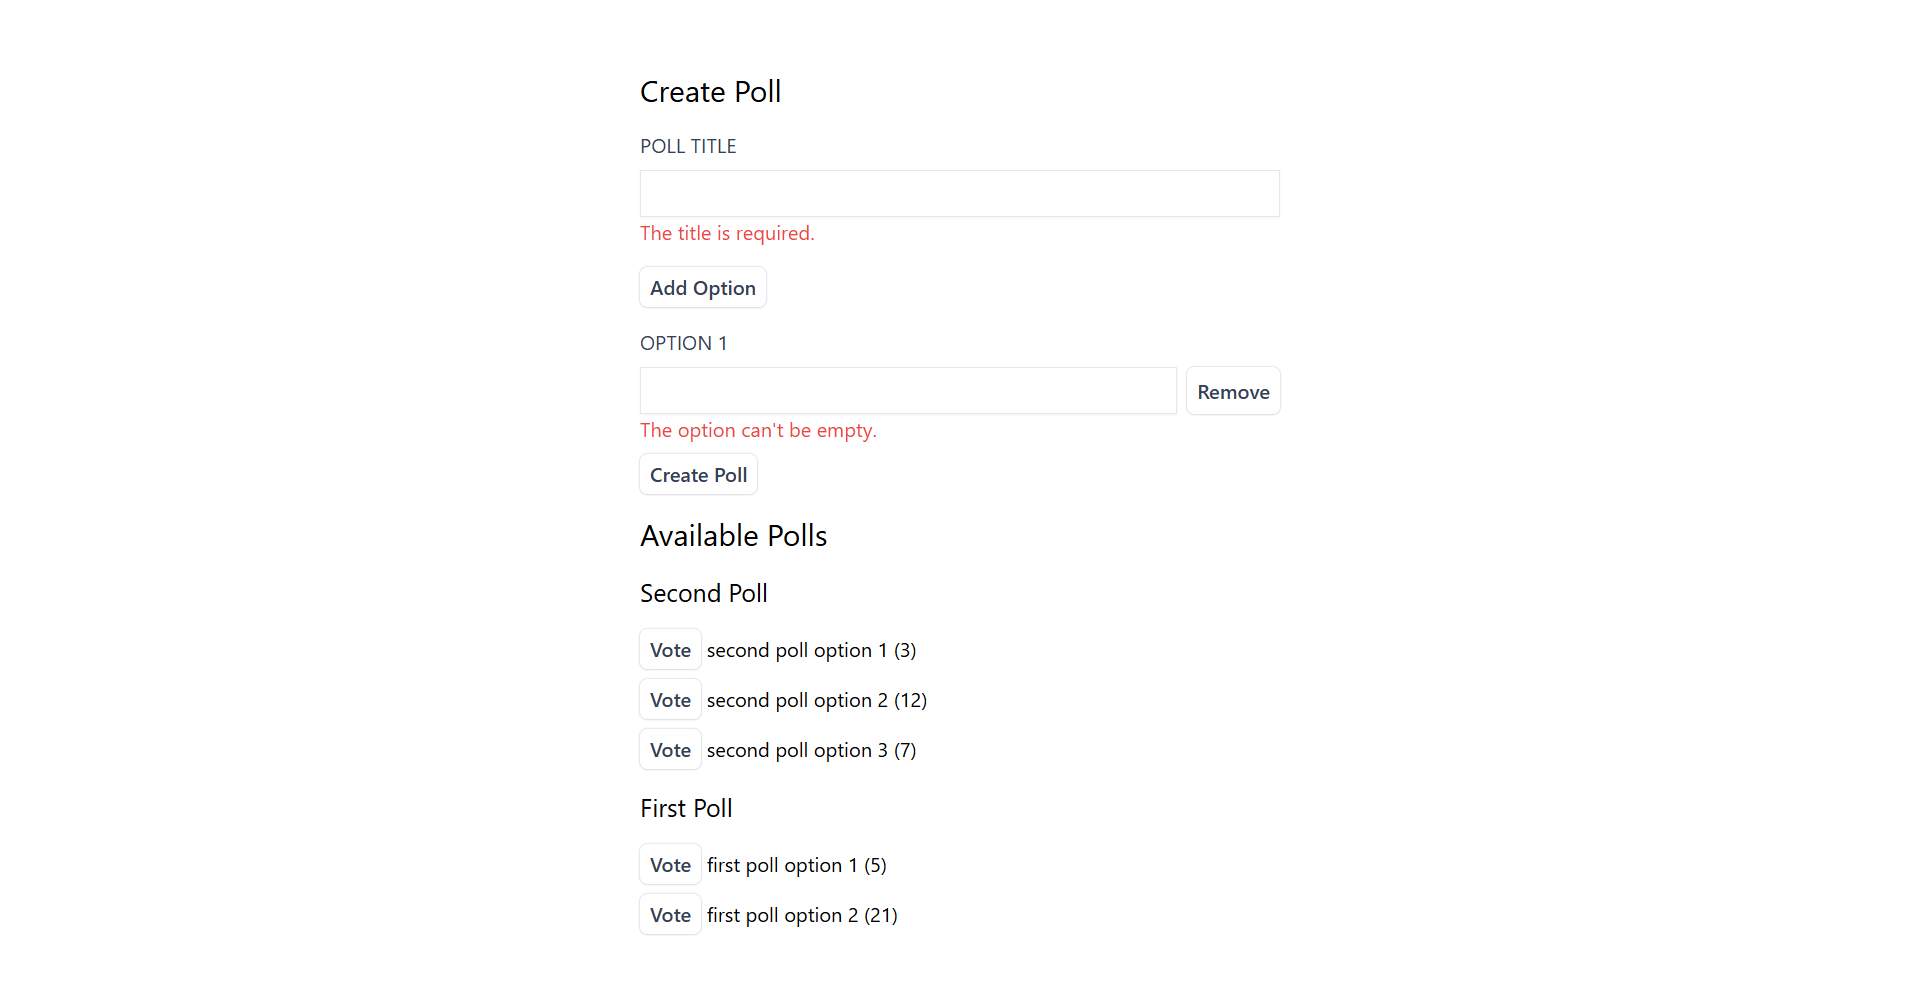 Create Poll
POLL TITLE
The title is required.
Add Option
OPTION 1
Remove
The option can't be empty.
Create Poll
Available Polls
Second Poll
Vote second poll option 1 (3)
Vote second poll option 2 (12)
Vote second poll option 3 (7)
First Poll
Vote first poll option 1 (5)
Vote first poll option 2 (21)